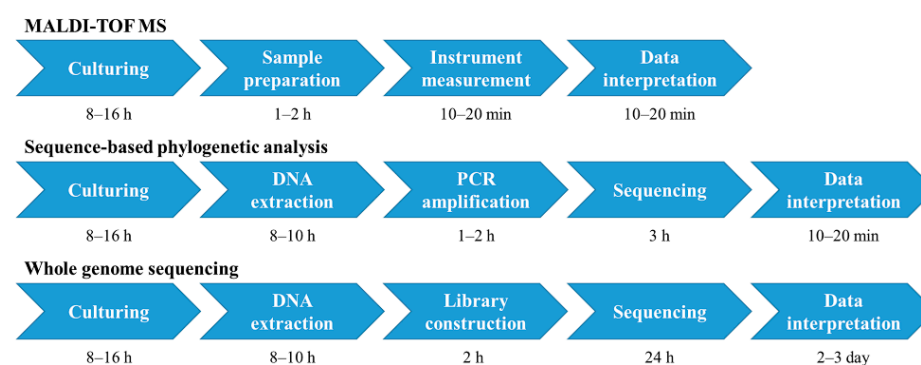 MALDI-TOF MS
Culturing
Sample
preparation
Instrument
measurement
Data
interpretation
8–16 h
1–2 h
10–20 min
10–20 min
Sequence-based phylogenetic analysis
Culturing
DNA
extraction
PCR
amplification
Sequencing
Data
interpretation
8–16 h
8–10 h
1–2 h
3 h
10–20 min
Whole genome sequencing
Culturing
DNA
extraction
Library
construction
Sequencing
Data
interpretation
8–16 h
8–10 h
2 h
24 h
2–3 day